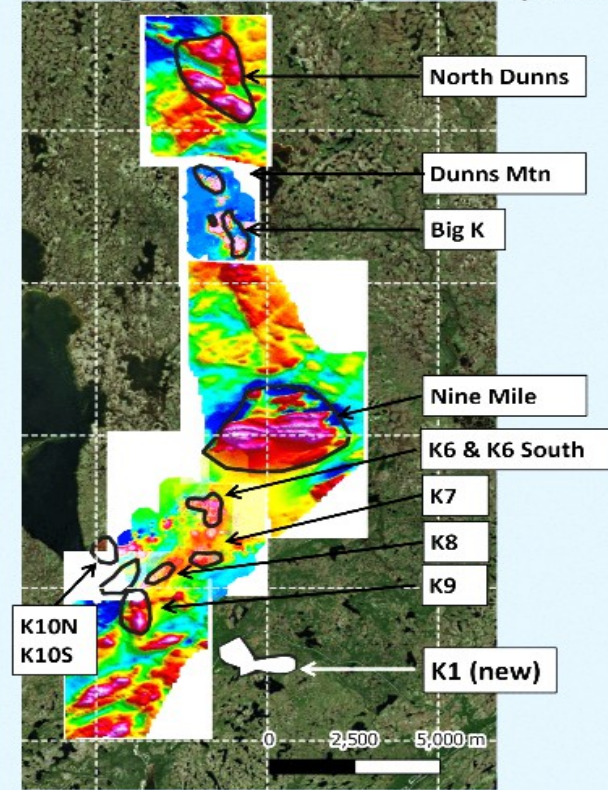 North Dunns
Dunns Mtn
Big K
Nine Mile
K6 & K6 South
K7
K8
K9
K10N
K10S
K1 (new)
0 2,500 5,000 m